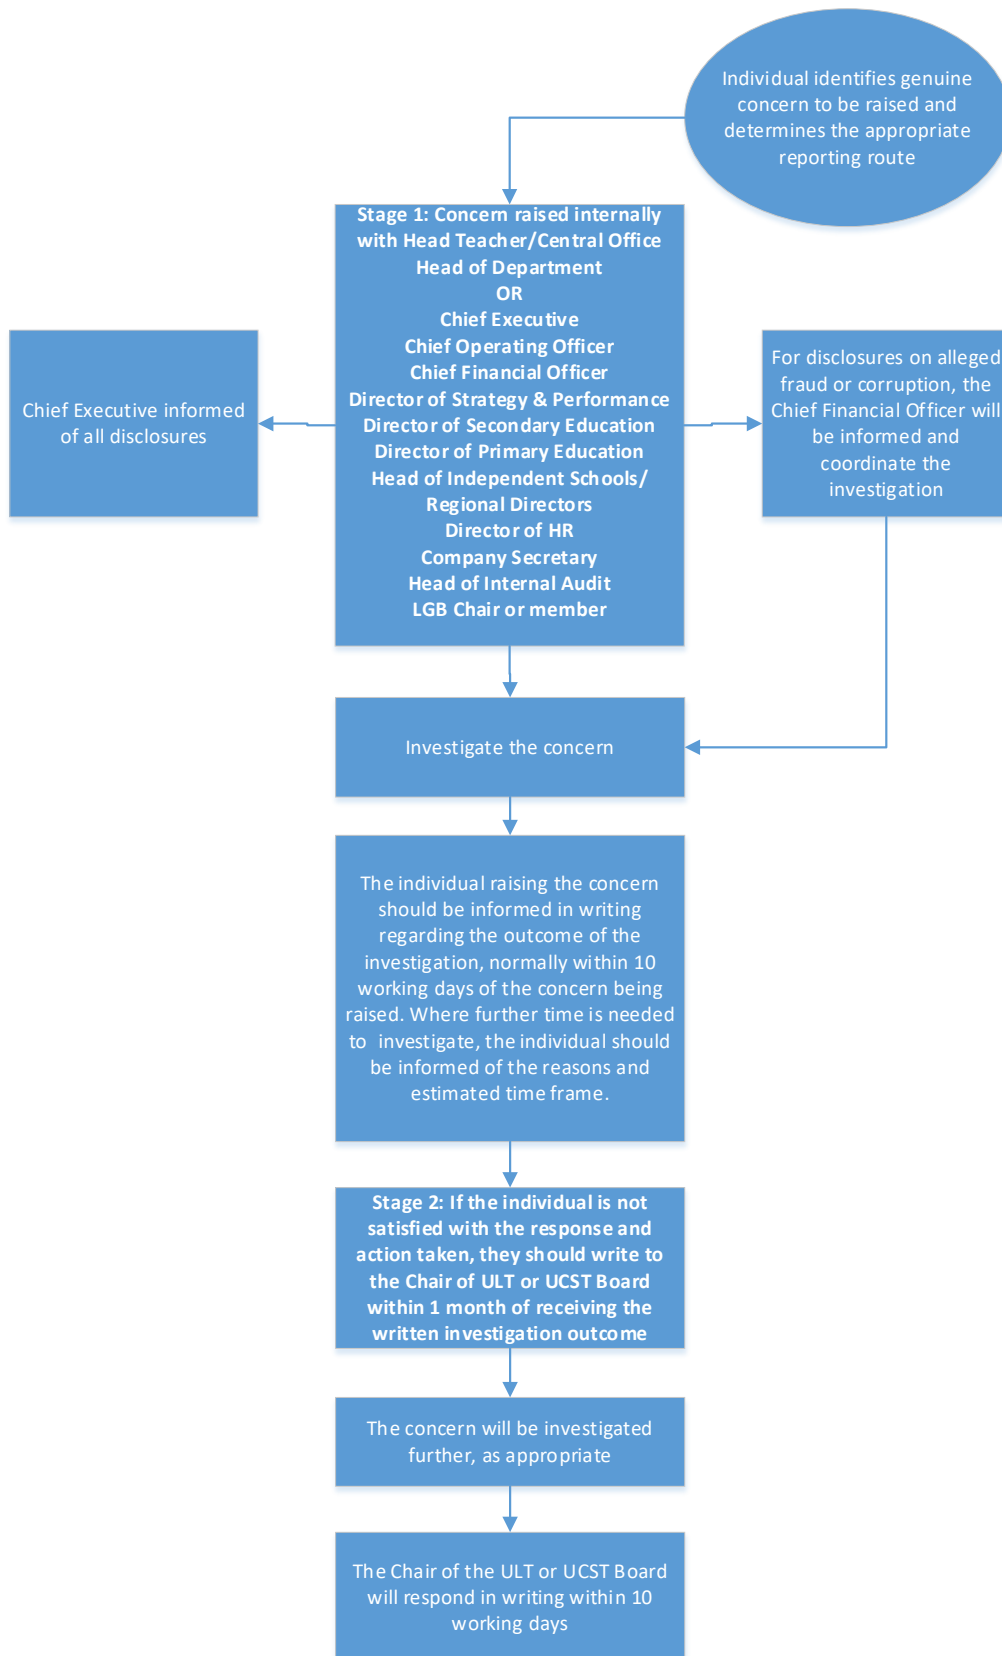 Individual identifies genuine
concern to be raised and
determines the appropriate
reporting route
Stage 1: Concern raised internally
with Head Teacher/Central Office
Head of Department
OR
Chief Executive
Chief Operating Officer
Chief Financial Officer
Director of Strategy & Performance
Director of Secondary Education
Director of Primary Education
Head of Independent Schools/
Regional Directors
Director of HR
Company Secretary
Head of Internal Audit
LGB Chair or member
Chief Executive informed
of all disclosures
For disclosures on alleged
fraud or corruption, the
Chief Financial Officer will
be informed and
coordinate the
investigation
Investigate the concern
The individual raising the concern
should be informed in writing
regarding the outcome of the
investigation, normally within 10
working days of the concern being
raised. Where further time is needed
to  investigate, the individual should
be informed of the reasons and
estimated time frame.
Stage 2: If the individual is not
satisfied with the response and
action taken, they should write to
the Chair of ULT or UCST Board
within 1 month of receiving the
written investigation outcome
The concern will be investigated
further, as appropriate
The Chair of the ULT or UCST Board
will respond in writing within 10
working days